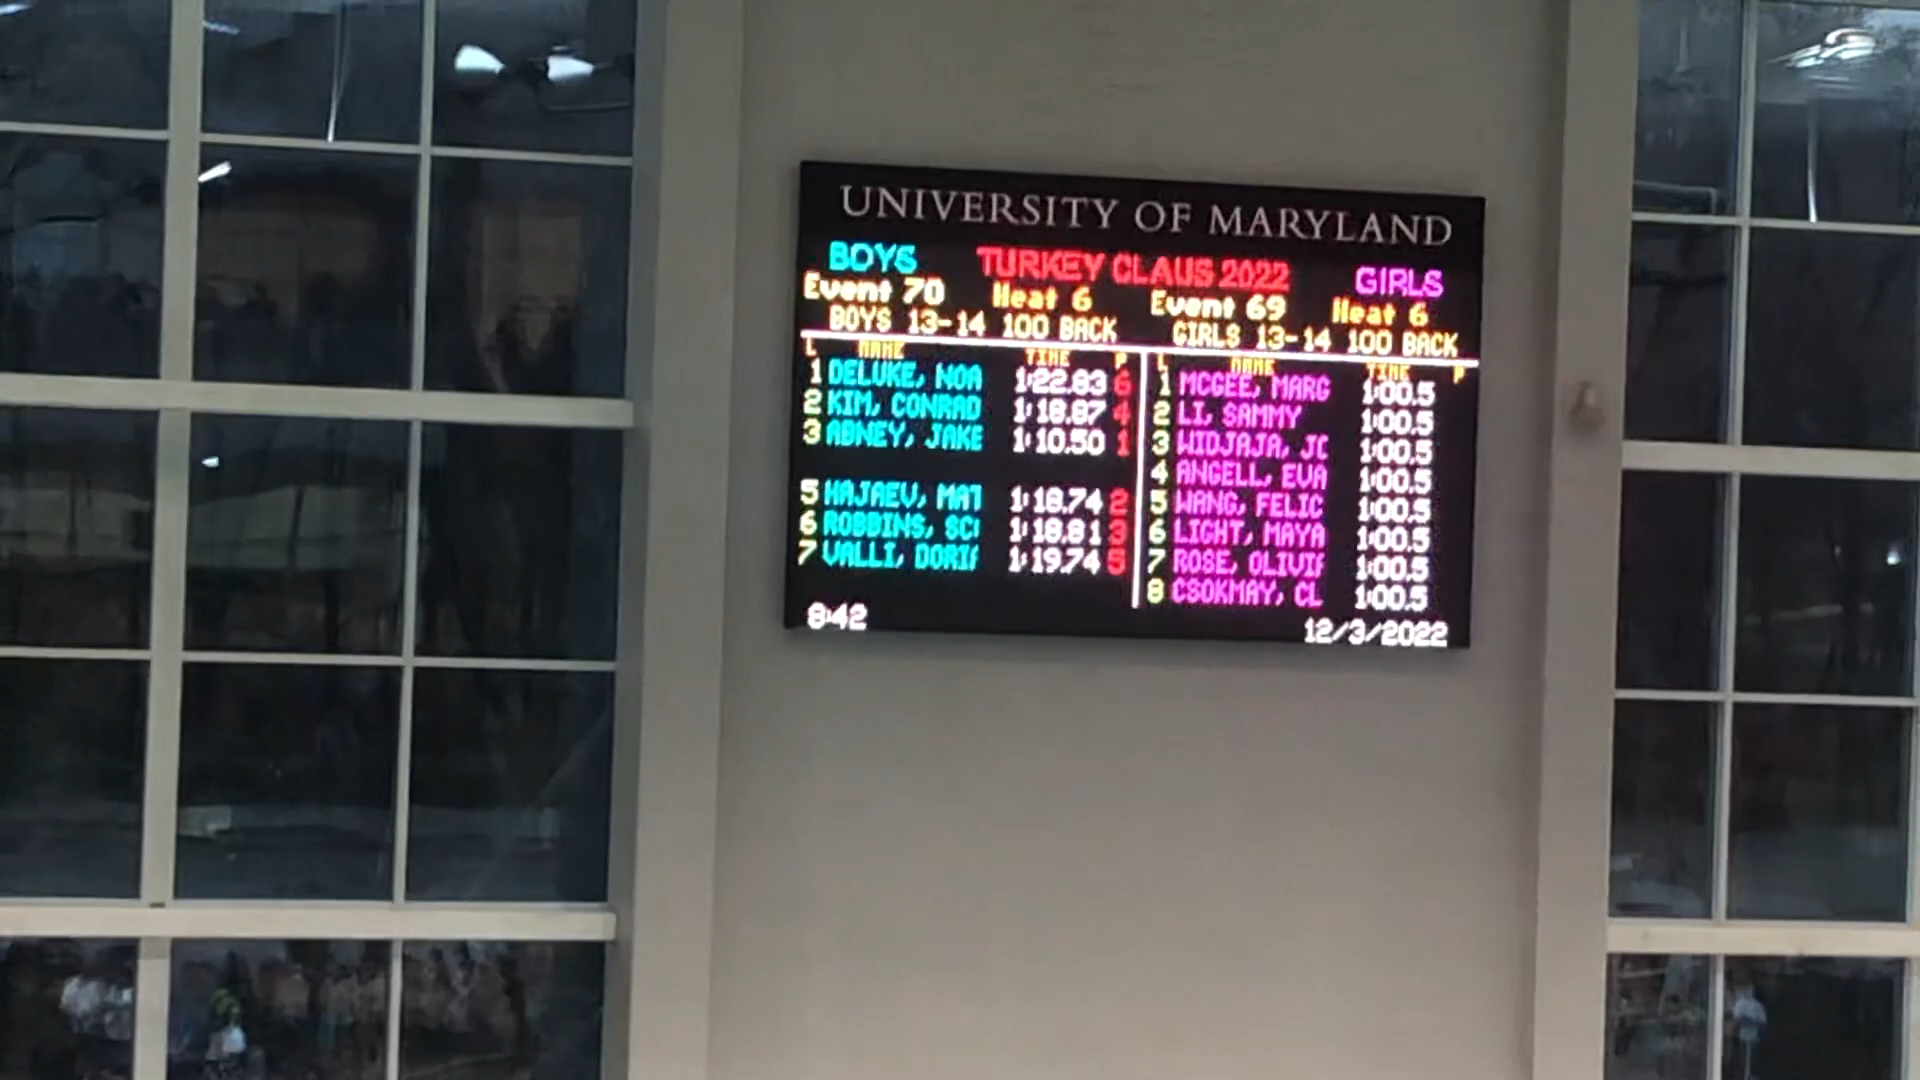 UNIVERSITY OF MARYLAND
BOYS TURKEY CLAUS 2022 GIRLS
Event 70 Heat 6 Event 69 Heat 6
BOYS 13-14 100 BACK GIRLS 13-14 100 BACK
L NAME TIME P L NAME TIME P
1 DELUKE, NOA 1:22.83 6 1 MCGEE, MARG 1:00.5
2 KIM, CONRAD 1:18.87 4 2 LI, SAMMY 1:00.5
3 ABNEY, JAKE 1:10.50 1 3 WIDJAJA, JC 1:00.5
4 ANGELL, EVA 1:00.5
5 HAJAEV, MAT 1:18.74 2 5 WANG, FELIC 1:00.5
6 ROBBINS, SC 1:18.81 3 6 LIGHT, MAYA 1:00.5
7 VALLI, DORIA 1:19.74 5 7 ROSE, OLIVIA 1:00.5
8 CSOKMAY, CL 1:00.5
8:42 12/3/2022